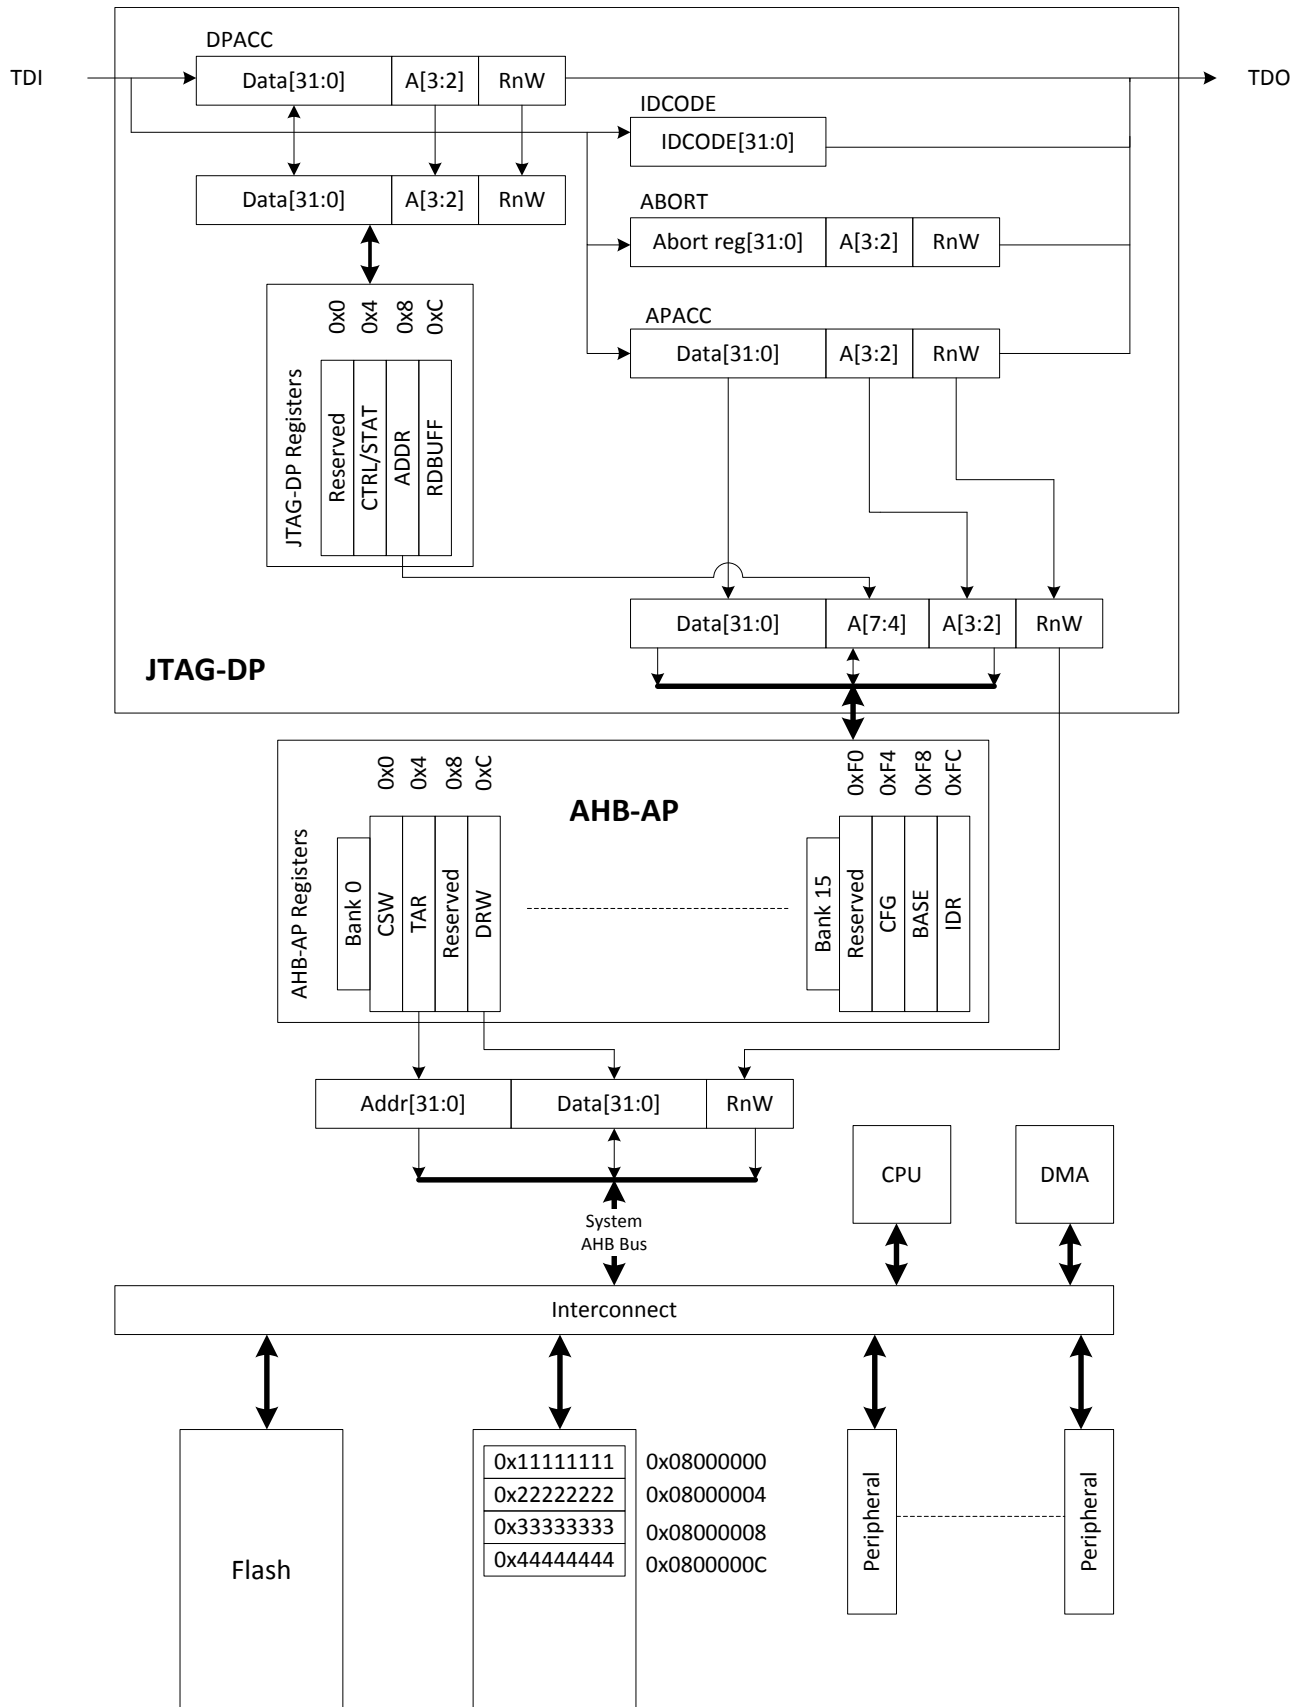 DPACC
TDI
Data[31:0] A[3:2] RnW
TDO
IDCODE
IDCODE[31:0]
Data[31:0] A[3:2] RnW
ABORT
Abort reg[31:0] A[3:2] RnW
APACC
Data[31:0] A[3:2] RnW
JTAG-DP Registers
0x0 0x4 0x8 0xC
Reserved
CTRL/STAT
ADDR
RDBUFF
Data[31:0] A[7:4] A[3:2] RnW
JTAG-DP
AHB-AP Registers
0x0 0x4 0x8 0xC
Bank 0
CSW
TAR
Reserved
DRW
AHB-AP
0xF0 0xF4 0xF8 0xFC
Bank 15
Reserved
CFG
BASE
IDR
Addr[31:0] Data[31:0] RnW
CPU
DMA
System
AHB Bus
Interconnect
Flash
0x11111111 0x08000000
0x22222222 0x08000004
0x33333333 0x08000008
0x44444444 0x0800000C
Peripheral
Peripheral